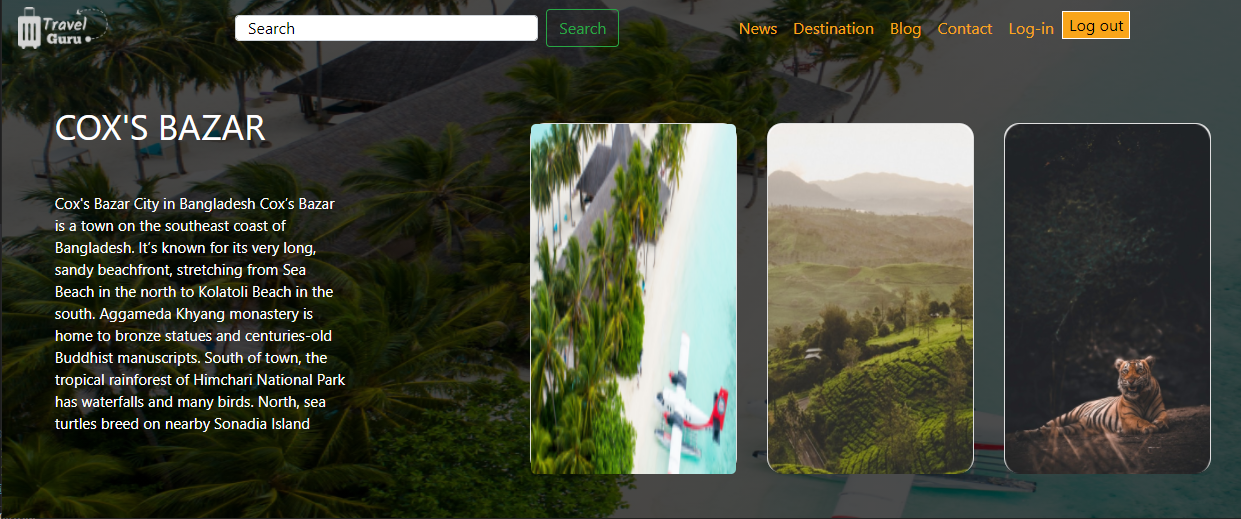 Travel
Guru
Search
Search
News
Destination
Blog
Contact
Log-in
Log out
COX'S BAZAR
Cox's Bazar City in Bangladesh Cox’s Bazar
is a town on the southeast coast of
Bangladesh. It’s known for its very long,
sandy beachfront, stretching from Sea
Beach in the north to Kolatoli Beach in the
south. Aggameda Khyang monastery is
home to bronze statues and centuries-old
Buddhist manuscripts. South of town, the
tropical rainforest of Himchari National Park
has waterfalls and many birds. North, sea
turtles breed on nearby Sonadia Island